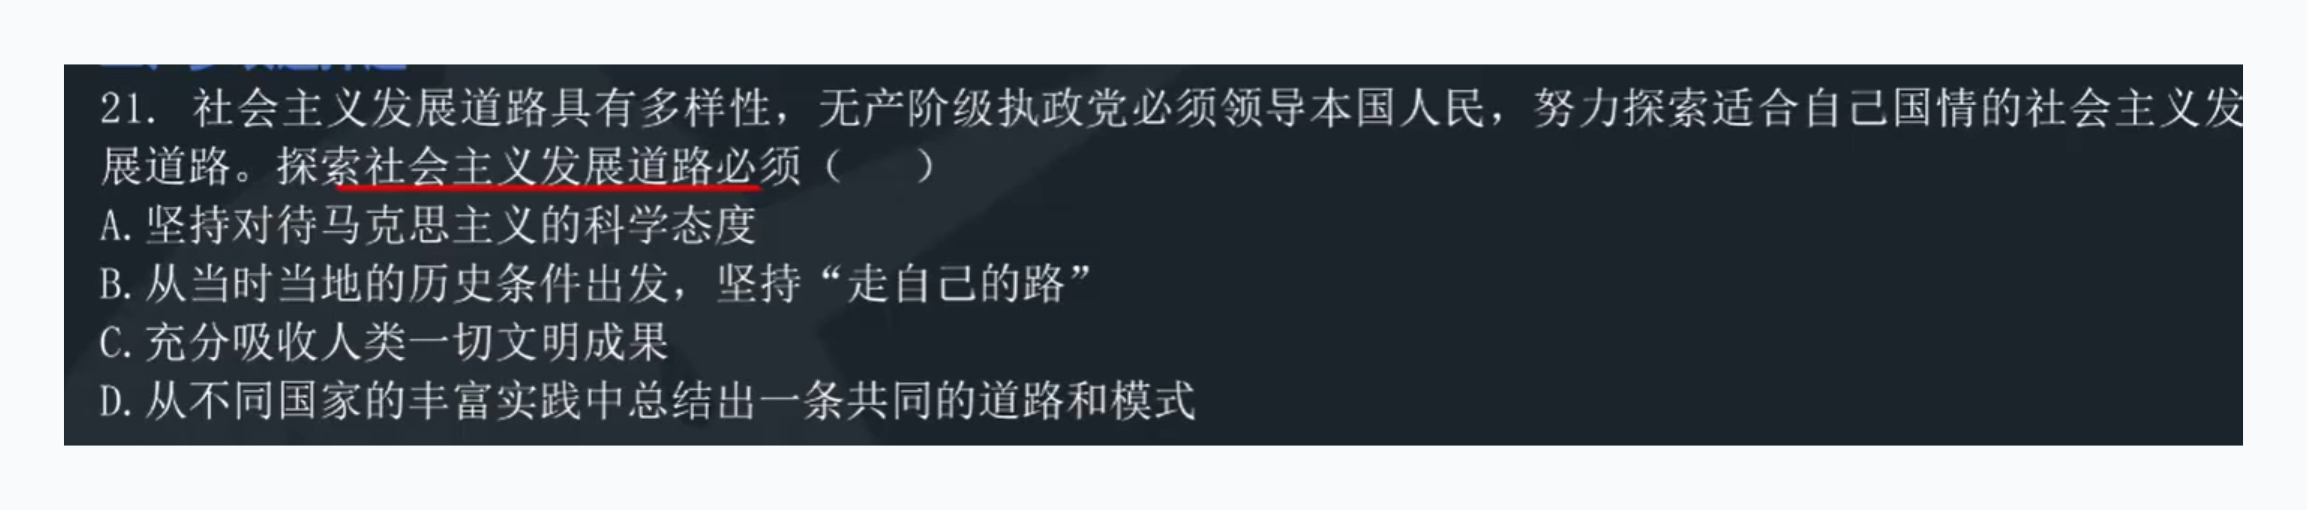 21. 社会主义发展道路具有多样性，无产阶级执政党必须领导本国人民，努力探索适合自己国情的社会主义发
展道路。探索社会主义发展道路必须（　　）
A. 坚持对待马克思主义的科学态度
B. 从当时当地的历史条件出发，坚持“走自己的路”
C. 充分吸收人类一切文明成果
D. 从不同国家的丰富实践中总结出一条共同的道路和模式